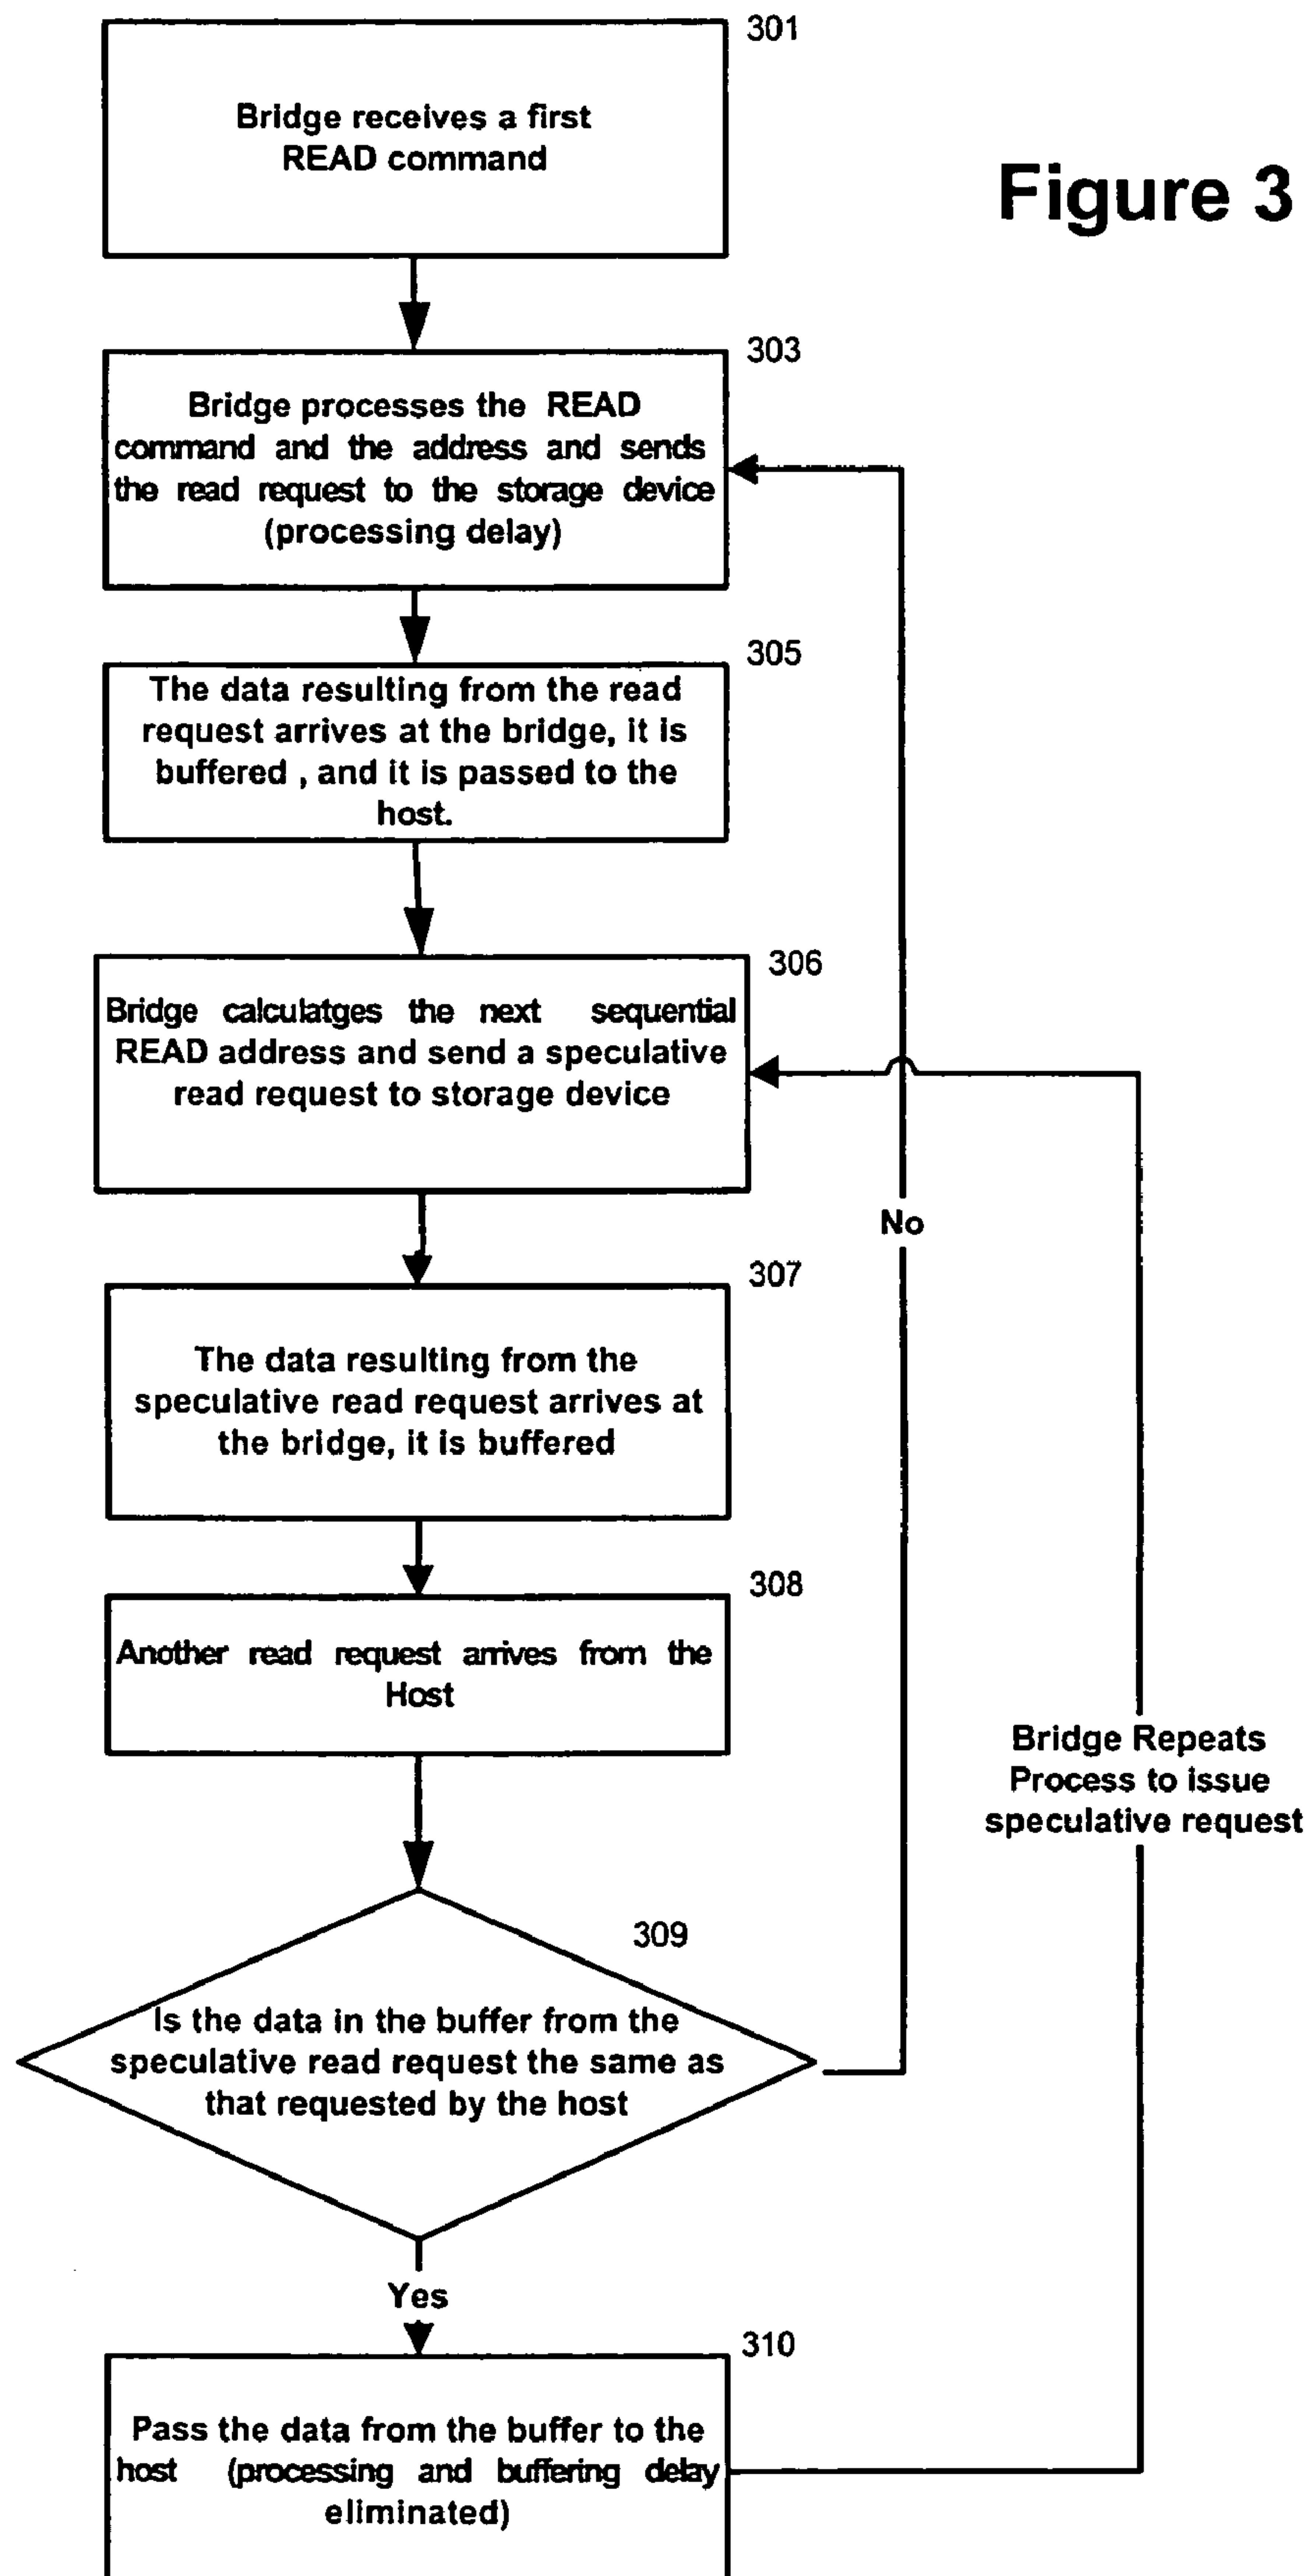 301
Bridge receives a first
READ command
Figure 3
303
Bridge processes the READ
command and the address and sends
the read request to the storage device
(processing delay)
305
The data resulting from the read
request arrives at the bridge, it is
buffered , and it is passed to the
host.
306
Bridge calculatges the next sequential
READ address and send a speculative
read request to storage device
No
307
The data resulting from the
speculative read request arrives at
the bridge, it is buffered
308
Another read request arrives from the
Host
Bridge Repeats
Process to issue
speculative request
309
Is the data in the buffer from the
speculative read request the same as
that requested by the host
Yes
310
Pass the data from the buffer to the
host (processing and buffering delay
eliminated)